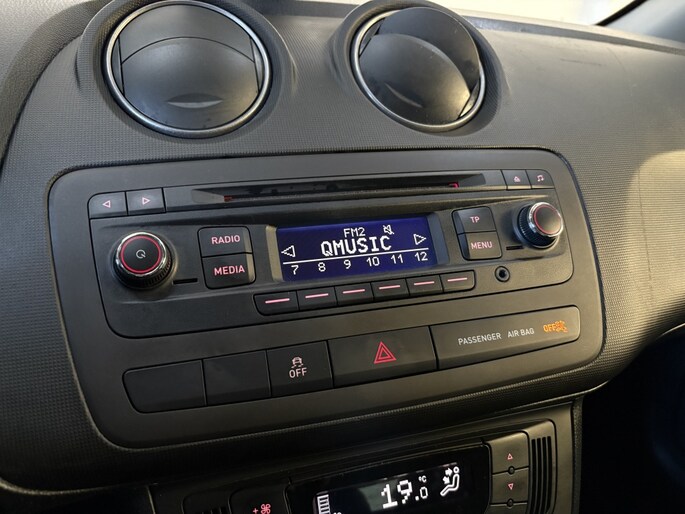 RADIO
MEDIA
FM2
QMUSIC
7 8 9 10 11 12
TP
MENU
OFF
PASSENGER AIR BAG OFF
19.0 °C